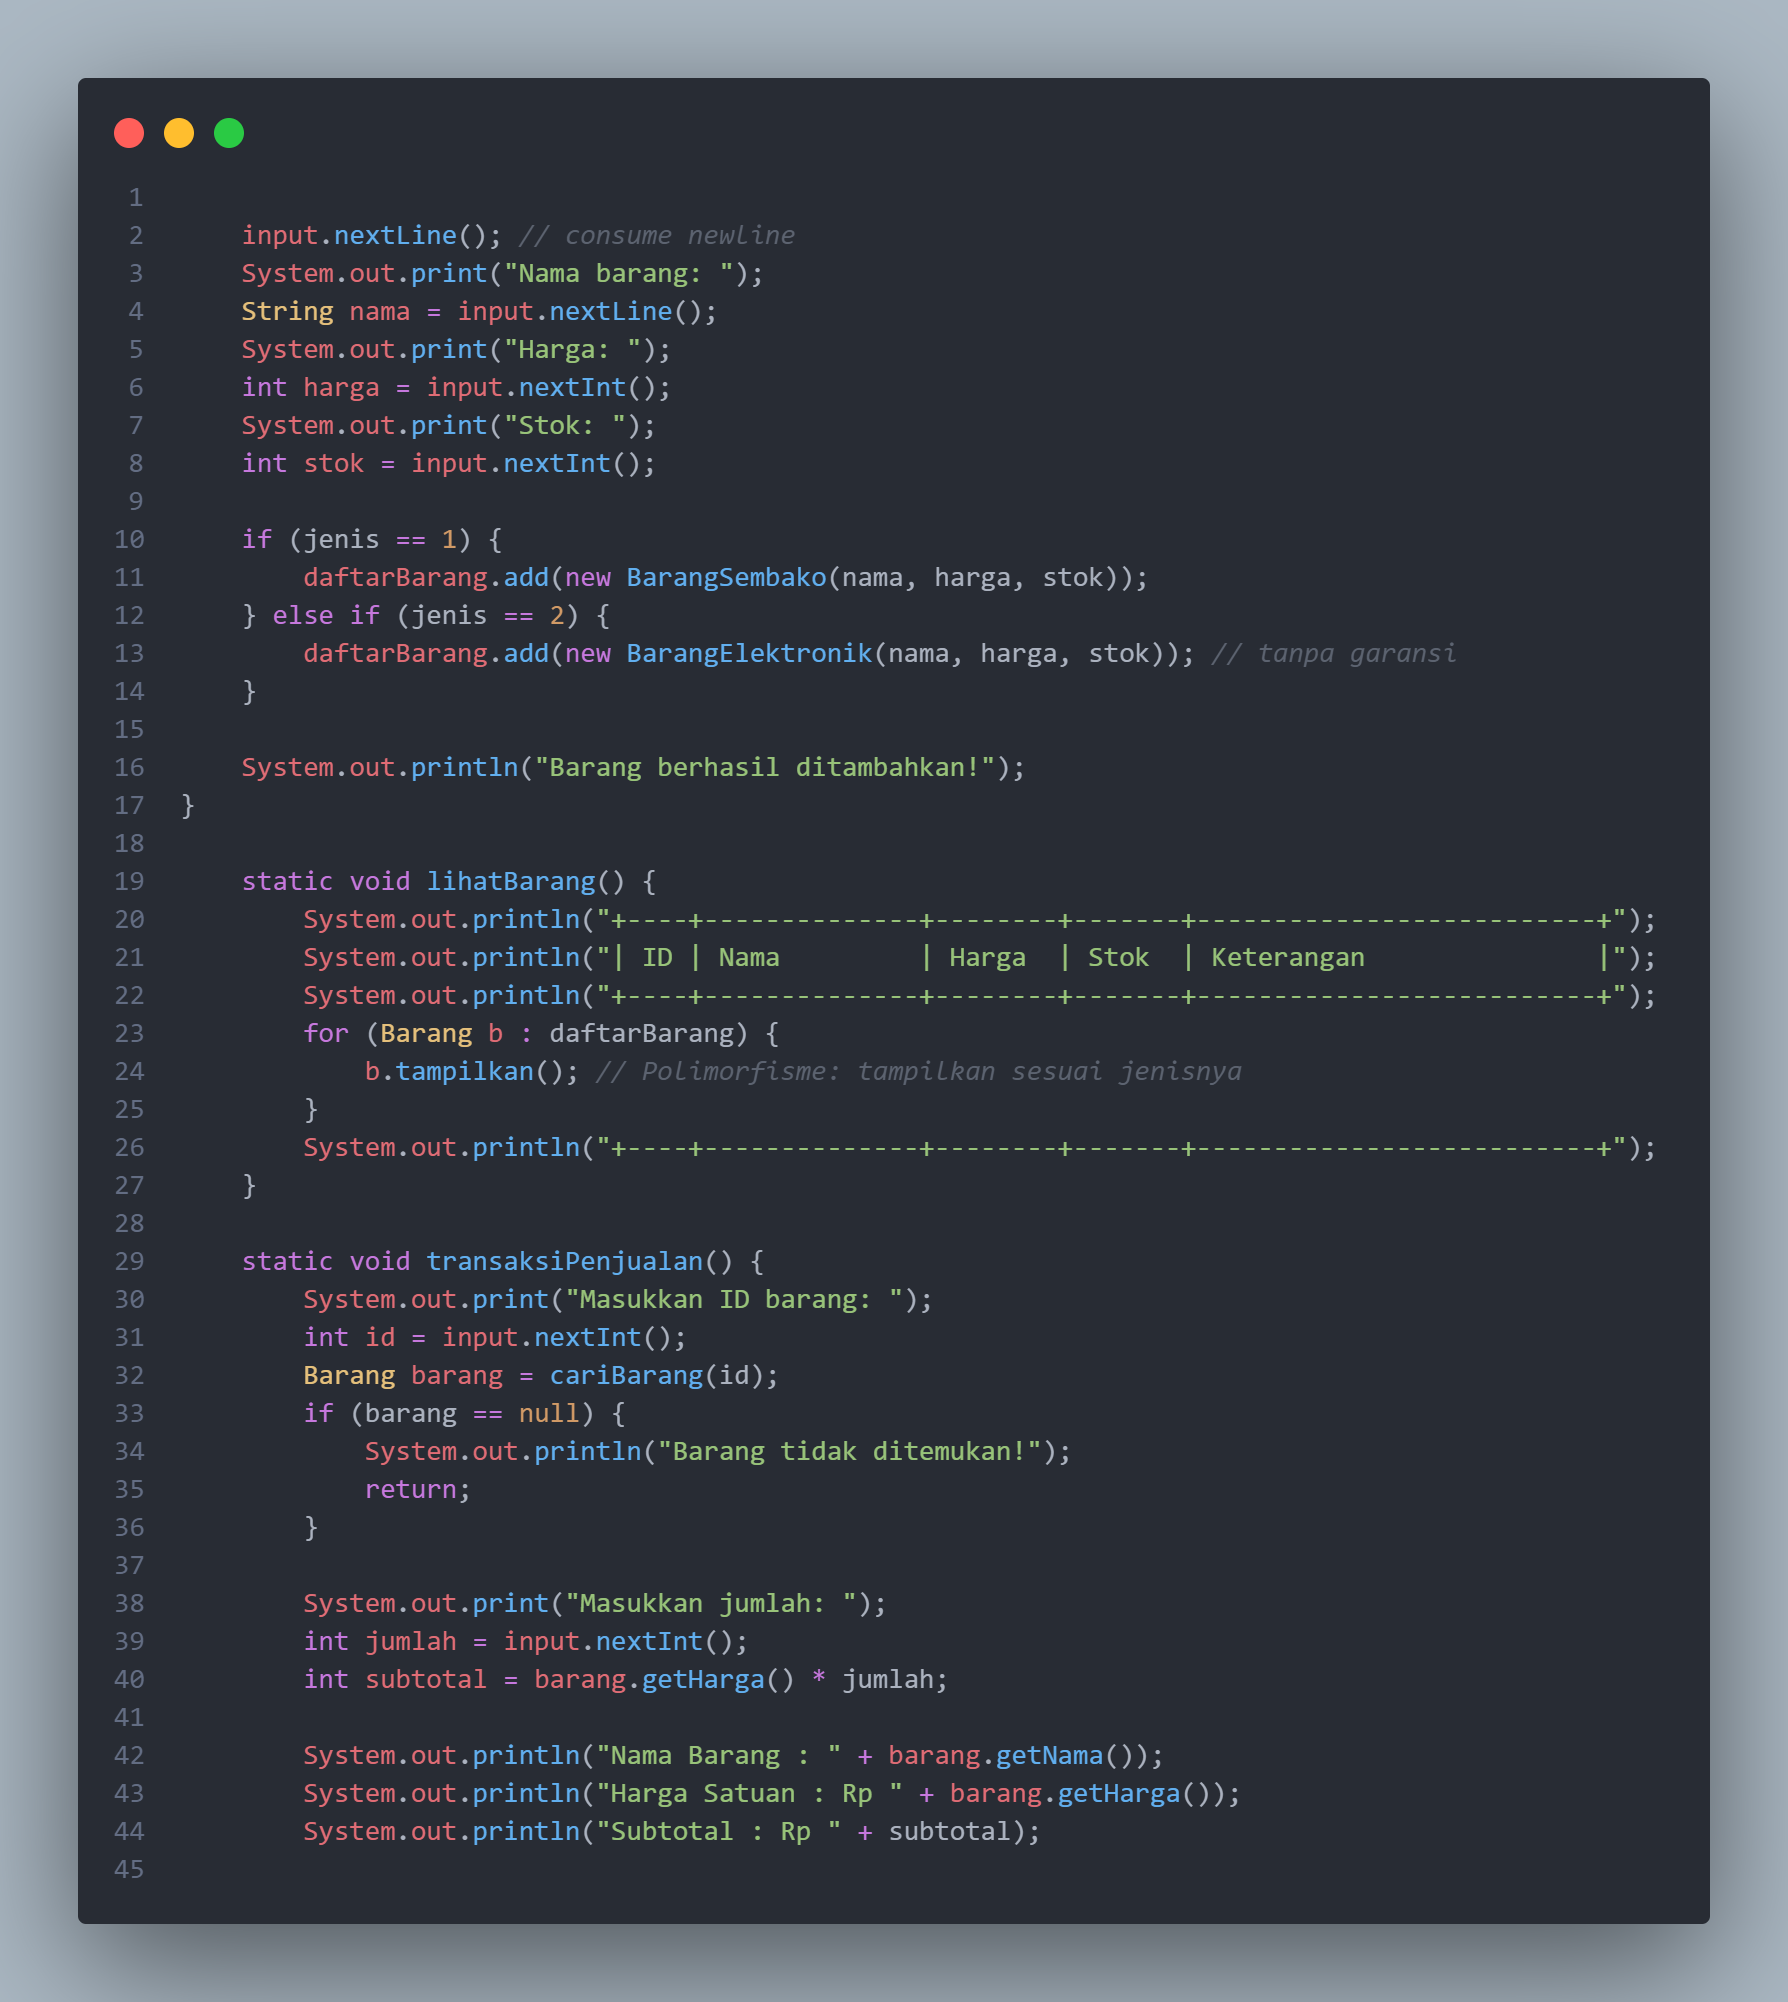 1
2     input.nextLine(); // consume newline
3     System.out.print("Nama barang: ");
4     String nama = input.nextLine();
5     System.out.print("Harga: ");
6     int harga = input.nextInt();
7     System.out.print("Stok: ");
8     int stok = input.nextInt();
9
10     if (jenis == 1) {
11         daftarBarang.add(new BarangSembako(nama, harga, stok));
12     } else if (jenis == 2) {
13         daftarBarang.add(new BarangElektronik(nama, harga, stok)); // tanpa garansi
14     }
15
16     System.out.println("Barang berhasil ditambahkan!");
17 }
18
19     static void lihatBarang() {
20         System.out.println("+----+--------------+--------+-------+--------------------------+");
21         System.out.println("| ID | Nama         | Harga  | Stok  | Keterangan               |");
22         System.out.println("+----+--------------+--------+-------+--------------------------+");
23         for (Barang b : daftarBarang) {
24             b.tampilkan(); // Polimorfisme: tampilkan sesuai jenisnya
25         }
26         System.out.println("+----+--------------+--------+-------+--------------------------+");
27     }
28
29     static void transaksiPenjualan() {
30         System.out.print("Masukkan ID barang: ");
31         int id = input.nextInt();
32         Barang barang = cariBarang(id);
33         if (barang == null) {
34             System.out.println("Barang tidak ditemukan!");
35             return;
36         }
37
38         System.out.print("Masukkan jumlah: ");
39         int jumlah = input.nextInt();
40         int subtotal = barang.getHarga() * jumlah;
41
42         System.out.println("Nama Barang : " + barang.getNama());
43         System.out.println("Harga Satuan : Rp " + barang.getHarga());
44         System.out.println("Subtotal : Rp " + subtotal);
45